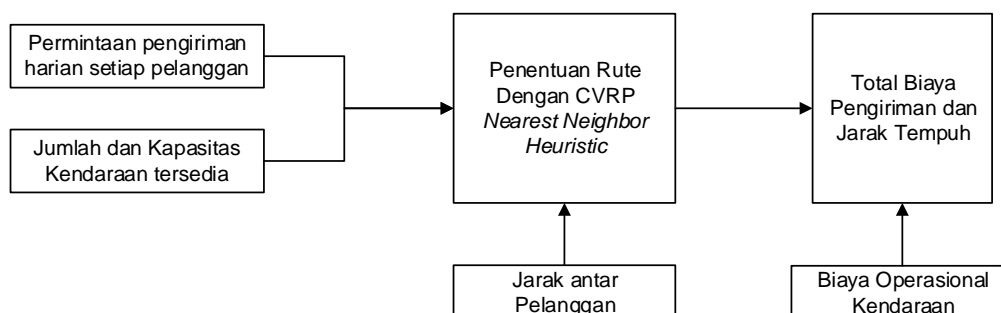 Permintaan pengiriman
harian setiap pelanggan
Jumlah dan Kapasitas
Kendaraan tersedia
Penentuan Rute
Dengan CVRP
Nearest Neighbor
Heuristic
Total Biaya
Pengiriman dan
Jarak Tempuh
Jarak antar
Pelanggan
Biaya Operasional
Kendaraan